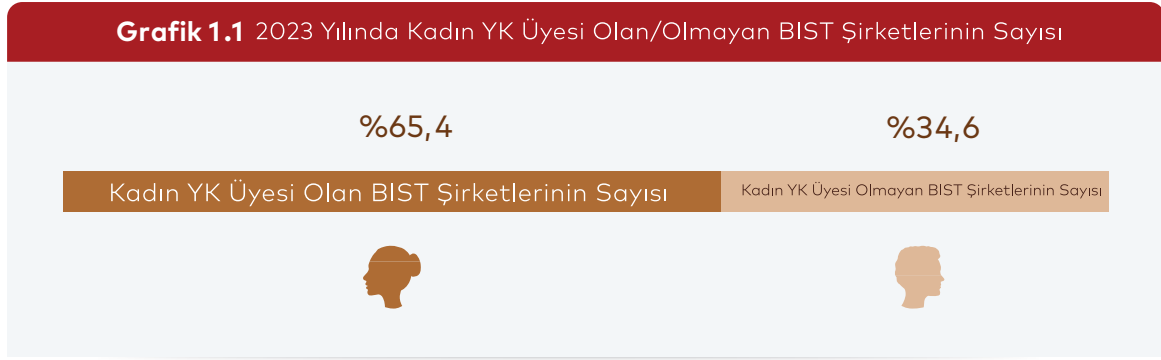 Grafik 1.1 2023 Yılında Kadın YK Üyesi Olan/Olmayan BIST Şirketlerinin Sayısı
%65,4
%34,6
Kadın YK Üyesi Olan BIST Şirketlerinin Sayısı
Kadın YK Üyesi Olmayan BIST Şirketlerinin Sayısı